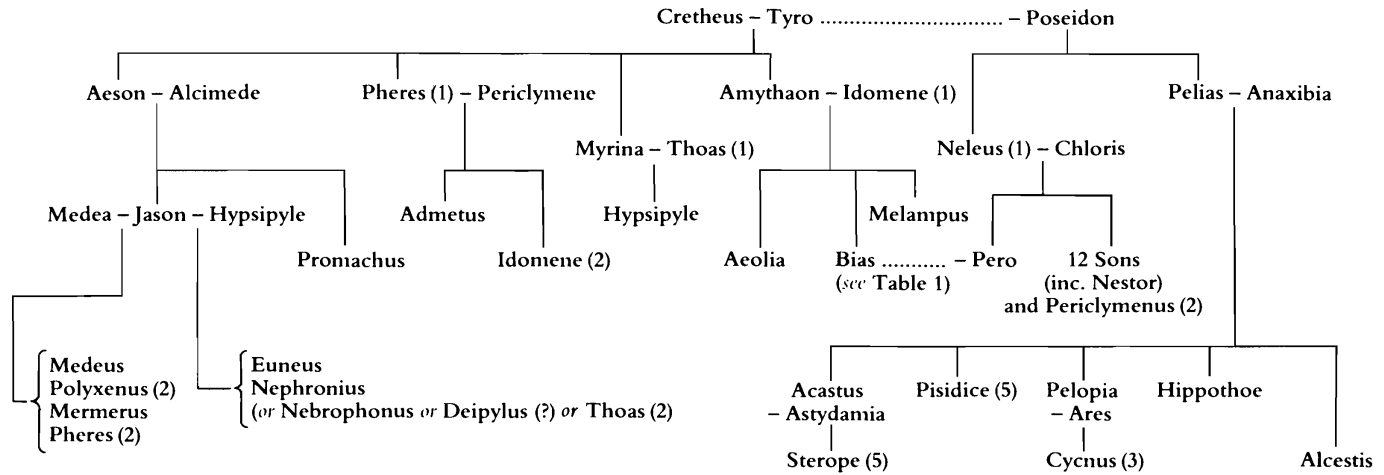 Cretheus – Tyro .............................. – Poseidon
Aeson – Alcimede Pheres (1) – Periclymene Amythaon – Idomene (1) Pelias – Anaxibia
Myrina – Thoas (1) Neleus (1) – Chloris
Medea – Jason – Hypsipyle Admetus Hypsipyle Melampus
Promachus Idomene (2) Aeolia Bias ........... – Pero 12 Sons
(see Table 1) (inc. Nestor)
and Periclymenus (2)
Medeus Euneus
Polyxenus (2) Nephronius Acastus Pisidice (5) Pelopia Hippothoe
Mermerus (or Nebrophonus or Deipylus (?) or Thoas (2) – Astydamia – Ares
Pheres (2)
Sterope (5) Cycnus (3) Alcestis